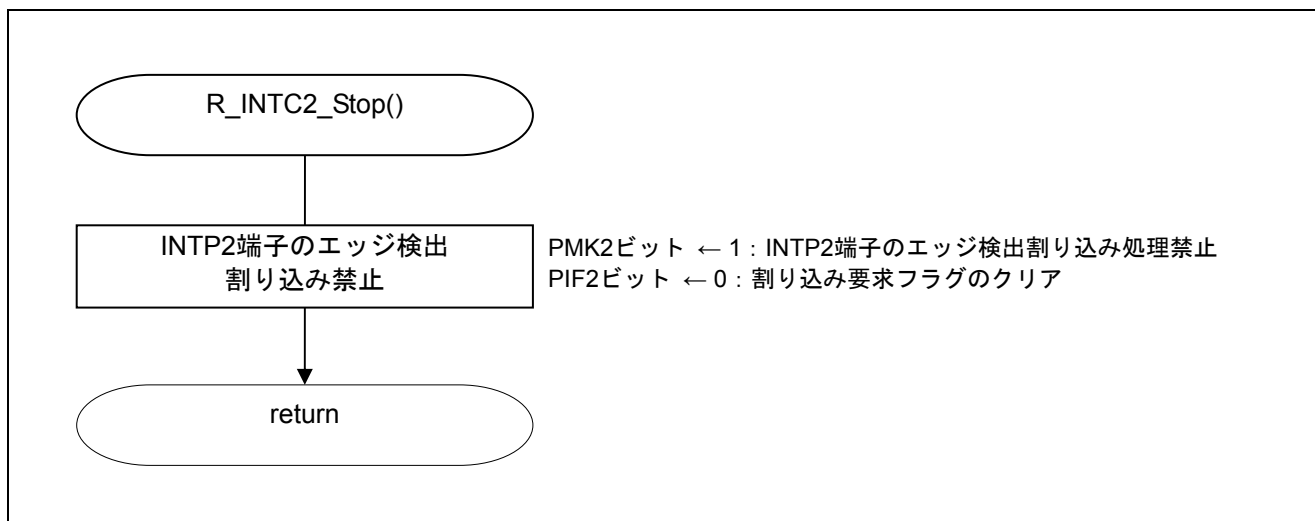 R_INTC2_Stop()
INTP2端子のエッジ検出
割り込み禁止
PMK2ビット ← 1：INTP2端子のエッジ検出割り込み処理禁止
PIF2ビット ← 0：割り込み要求フラグのクリア
return